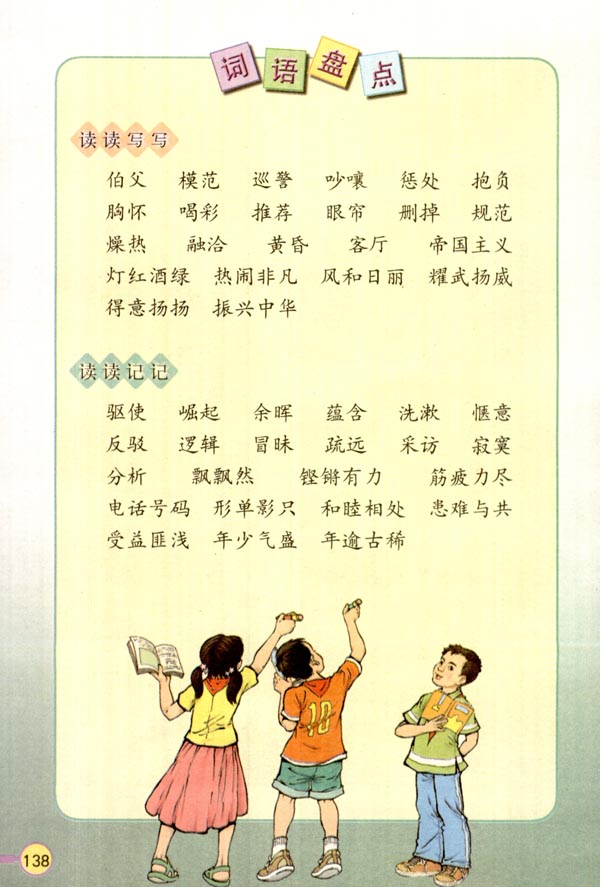 词语盘点
读读写写
伯父 模范 巡警 吵嚷 惩处 抱负
胸怀 喝彩 推荐 眼帘 删掉 规范
燥热 融洽 黄昏 客厅 帝国主义
灯红酒绿 热闹非凡 风和日丽 耀武扬威
得意扬扬 振兴中华
读读记记
驱使 崛起 余晖 蕴含 洗漱 惬意
反驳 逻辑 冒昧 疏远 采访 寂寞
分析 飘飘然 铿锵有力 筋疲力尽
电话号码 形单影只 和睦相处 患难与共
受益匪浅 年少气盛 年逾古稀
10
138